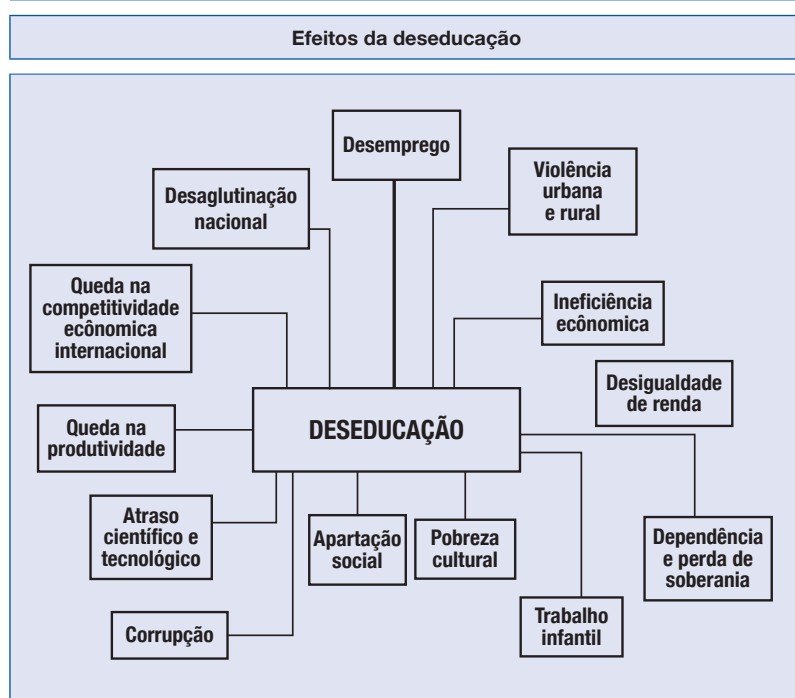 Efeitos da deseducação
Desemprego
Violência
urbana
e rural
Desaglutinação
nacional
Queda na
competitividade
ecônomica
internacional
Ineficiência
ecônomica
Desigualdade
de renda
DESEDUCAÇÃO
Queda na
produtividade
Atraso
científico e
tecnológico
Apartação
social
Pobreza
cultural
Dependência
e perda de
soberania
Corrupção
Trabalho
infantil